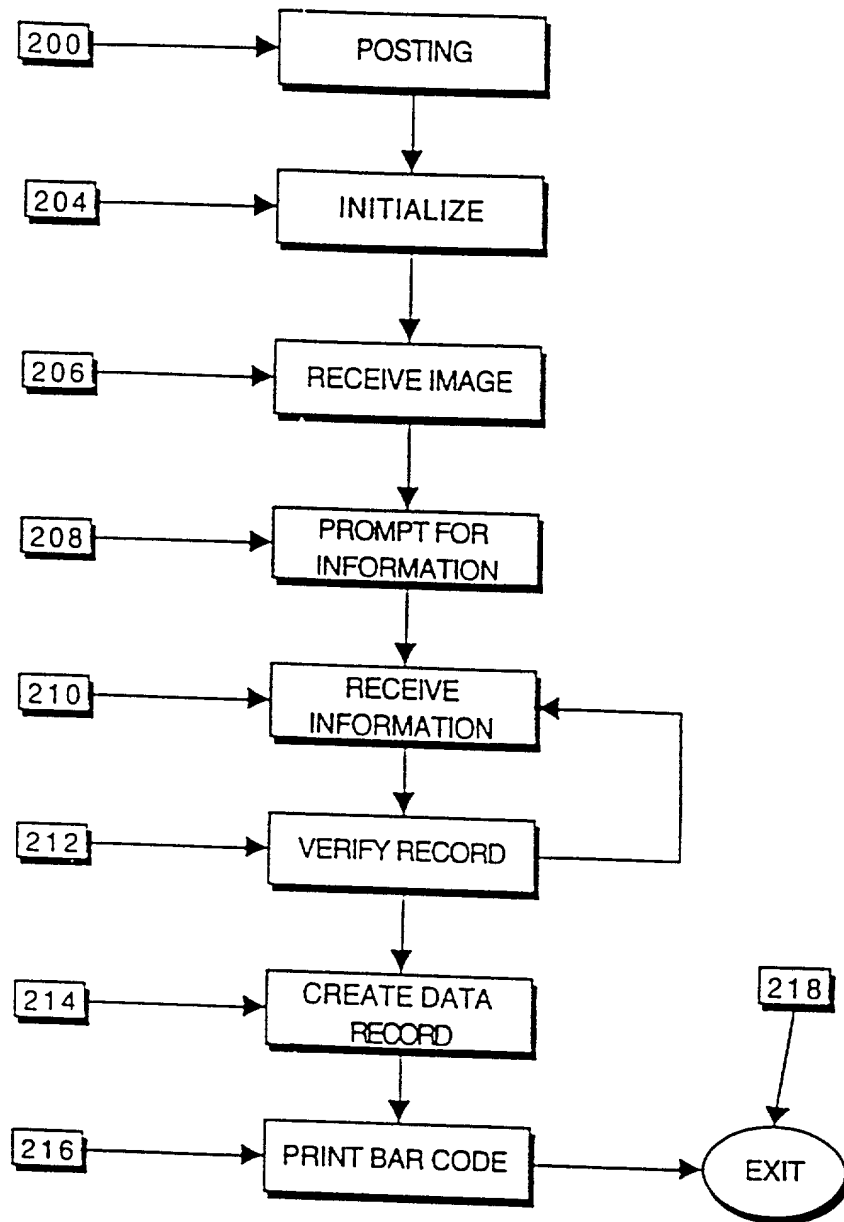 200
POSTING
204
INITIALIZE
206
RECEIVE IMAGE
208
PROMPT FOR
INFORMATION
210
RECEIVE
INFORMATION
212
VERIFY RECORD
214
CREATE DATA
RECORD
218
216
PRINT BAR CODE
EXIT